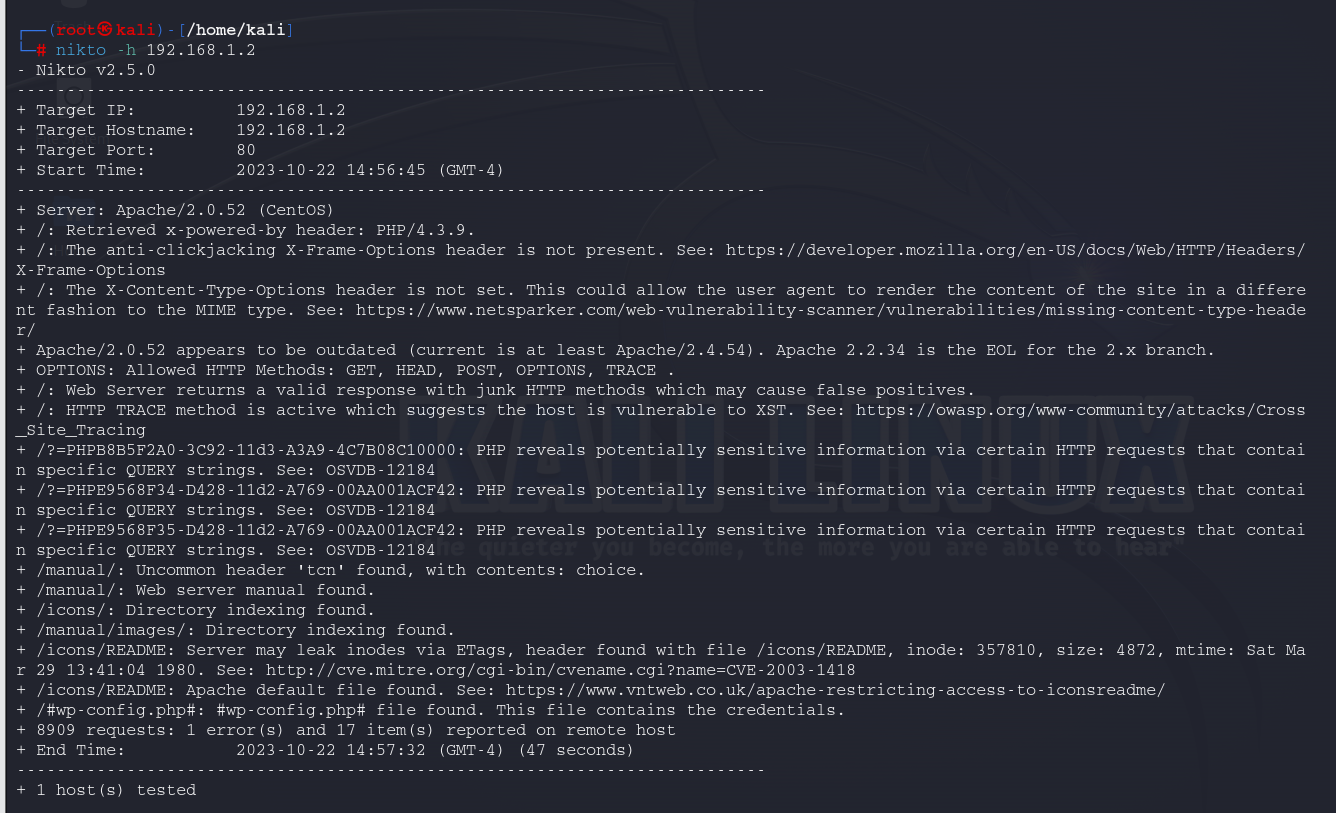 ┌──(root㉿kali)-[/home/kali]
└─# nikto -h 192.168.1.2
- Nikto v2.5.0
---------------------------------------------------------------------------
+ Target IP:          192.168.1.2
+ Target Hostname:    192.168.1.2
+ Target Port:        80
+ Start Time:         2023-10-22 14:56:45 (GMT-4)
---------------------------------------------------------------------------
+ Server: Apache/2.0.52 (CentOS)
+ /: Retrieved x-powered-by header: PHP/4.3.9.
+ /: The anti-clickjacking X-Frame-Options header is not present. See: https://developer.mozilla.org/en-US/docs/Web/HTTP/Headers/
X-Frame-Options
+ /: The X-Content-Type-Options header is not set. This could allow the user agent to render the content of the site in a differe
nt fashion to the MIME type. See: https://www.netsparker.com/web-vulnerability-scanner/vulnerabilities/missing-content-type-heade
r/
+ Apache/2.0.52 appears to be outdated (current is at least Apache/2.4.54). Apache 2.2.34 is the EOL for the 2.x branch.
+ OPTIONS: Allowed HTTP Methods: GET, HEAD, POST, OPTIONS, TRACE .
+ /: Web Server returns a valid response with junk HTTP methods which may cause false positives.
+ /: HTTP TRACE method is active which suggests the host is vulnerable to XST. See: https://owasp.org/www-community/attacks/Cross
_Site_Tracing
+ /?=PHPB8B5F2A0-3C92-11d3-A3A9-4C7B08C10000: PHP reveals potentially sensitive information via certain HTTP requests that contai
n specific QUERY strings. See: OSVDB-12184
+ /?=PHPE9568F34-D428-11d2-A769-00AA001ACF42: PHP reveals potentially sensitive information via certain HTTP requests that contai
n specific QUERY strings. See: OSVDB-12184
+ /?=PHPE9568F35-D428-11d2-A769-00AA001ACF42: PHP reveals potentially sensitive information via certain HTTP requests that contai
n specific QUERY strings. See: OSVDB-12184
+ /manual/: Uncommon header 'tcn' found, with contents: choice.
+ /manual/: Web server manual found.
+ /icons/: Directory indexing found.
+ /manual/images/: Directory indexing found.
+ /icons/README: Server may leak inodes via ETags, header found with file /icons/README, inode: 357810, size: 4872, mtime: Sat Ma
r 29 13:41:04 1980. See: http://cve.mitre.org/cgi-bin/cvename.cgi?name=CVE-2003-1418
+ /icons/README: Apache default file found. See: https://www.vntweb.co.uk/apache-restricting-access-to-iconsreadme/
+ /#wp-config.php#: #wp-config.php# file found. This file contains the credentials.
+ 8909 requests: 1 error(s) and 17 item(s) reported on remote host
+ End Time:           2023-10-22 14:57:32 (GMT-4) (47 seconds)
---------------------------------------------------------------------------
+ 1 host(s) tested
KALI LINUX
the quieter you become, the more you are able to hear"